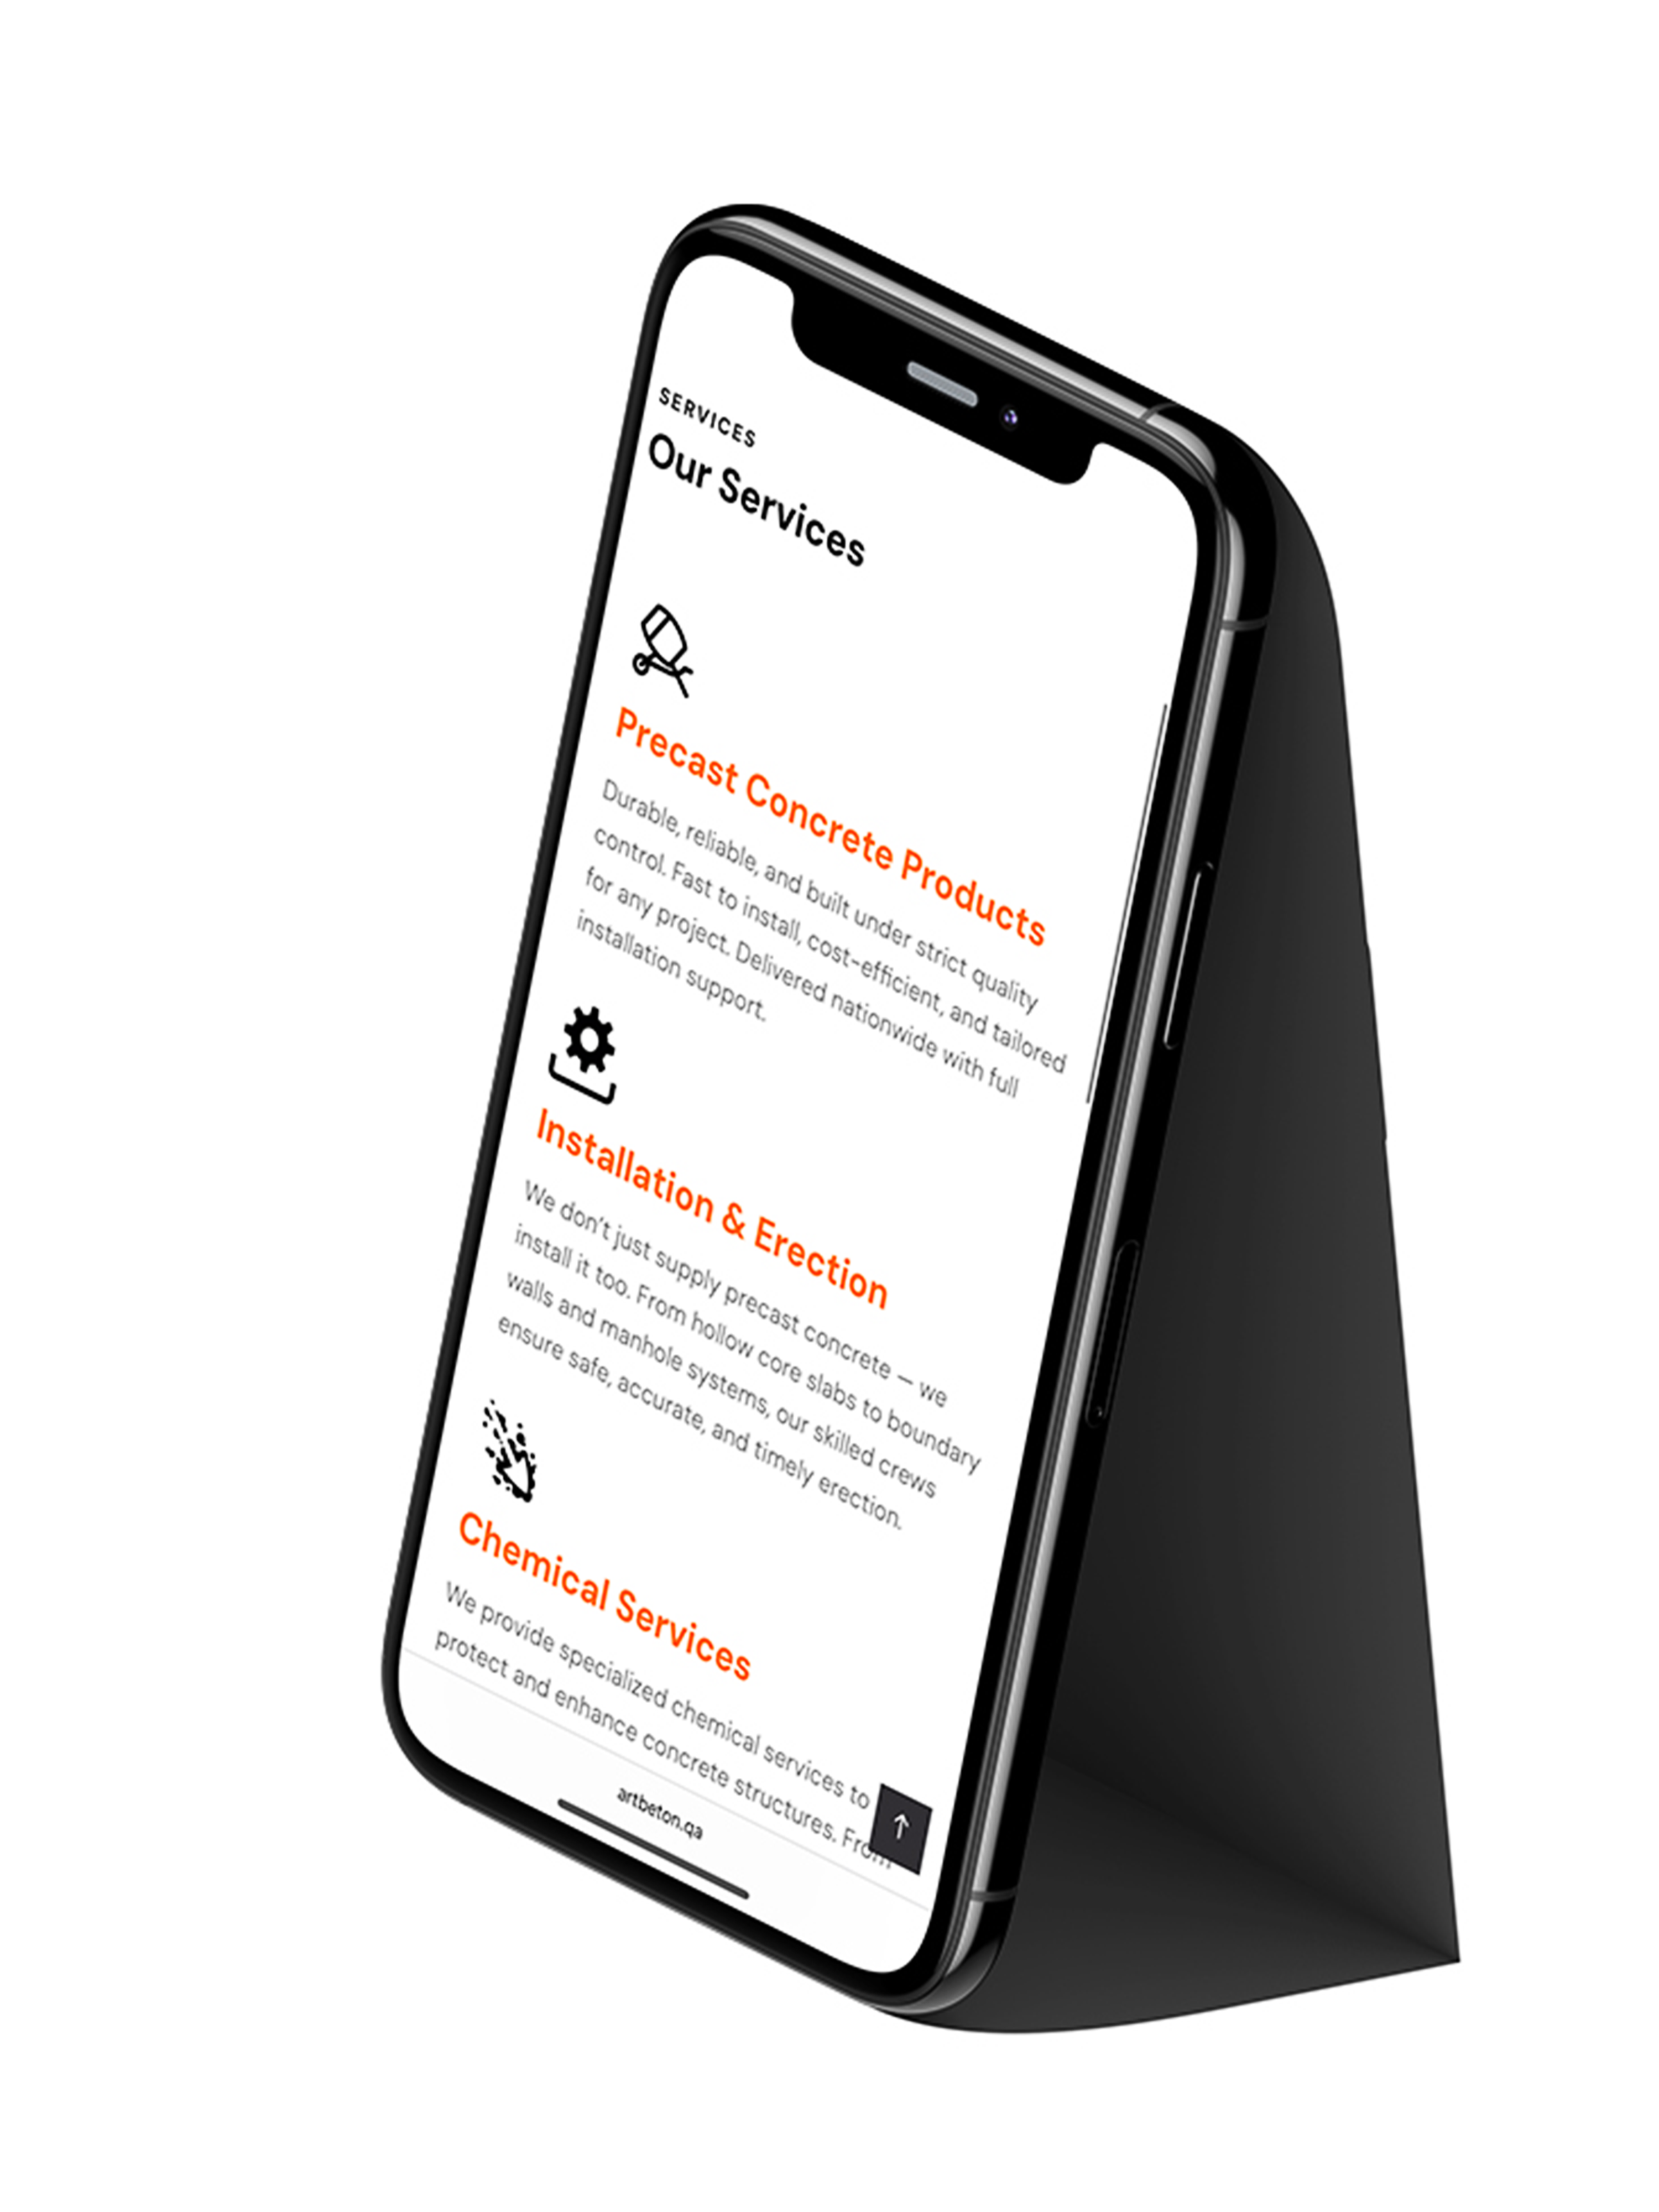 SERVICES
Our Services
Precast Concrete Products
Durable, reliable, and built under strict quality
control. Fast to install, cost-efficient, and tailored
for any project. Delivered nationwide with full
installation support.
Installation & Erection
We don't just supply precast concrete — we
install it too. From hollow core slabs to boundary
walls and manhole systems, our skilled crews
ensure safe, accurate, and timely erection.
Chemical Services
We provide specialized chemical services to
protect and enhance concrete structures. From
artbeton.qa